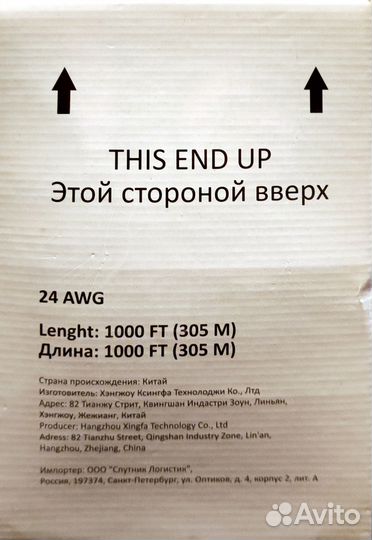 THIS END UP
Этой стороной вверх
24 AWG
Lenght: 1000 FT (305 M)
Длина: 1000 FT (305 M)
Страна происхождения: Китай
Изготовитель: Хэнгжоу Ксингфа Технолоджи Ко., Лтд
Адрес: 82 Тианжу Стрит, Квингшан Индастри Зоун, Линьян,
Хэнгжоу, Жежианг, Китай
Producer: Hangzhou Xingfa Technology Co., Ltd
Adress: 82 Tianzhu Street, Qingshan Industry Zone, Lin'an,
Hangzhou, Zhejiang, China
Импортер: ООО "Спутник Логистик",
Россия, 197374, Санкт-Петербург, ул. Оптиков, д. 4, корпус 2, лит. А
Avito